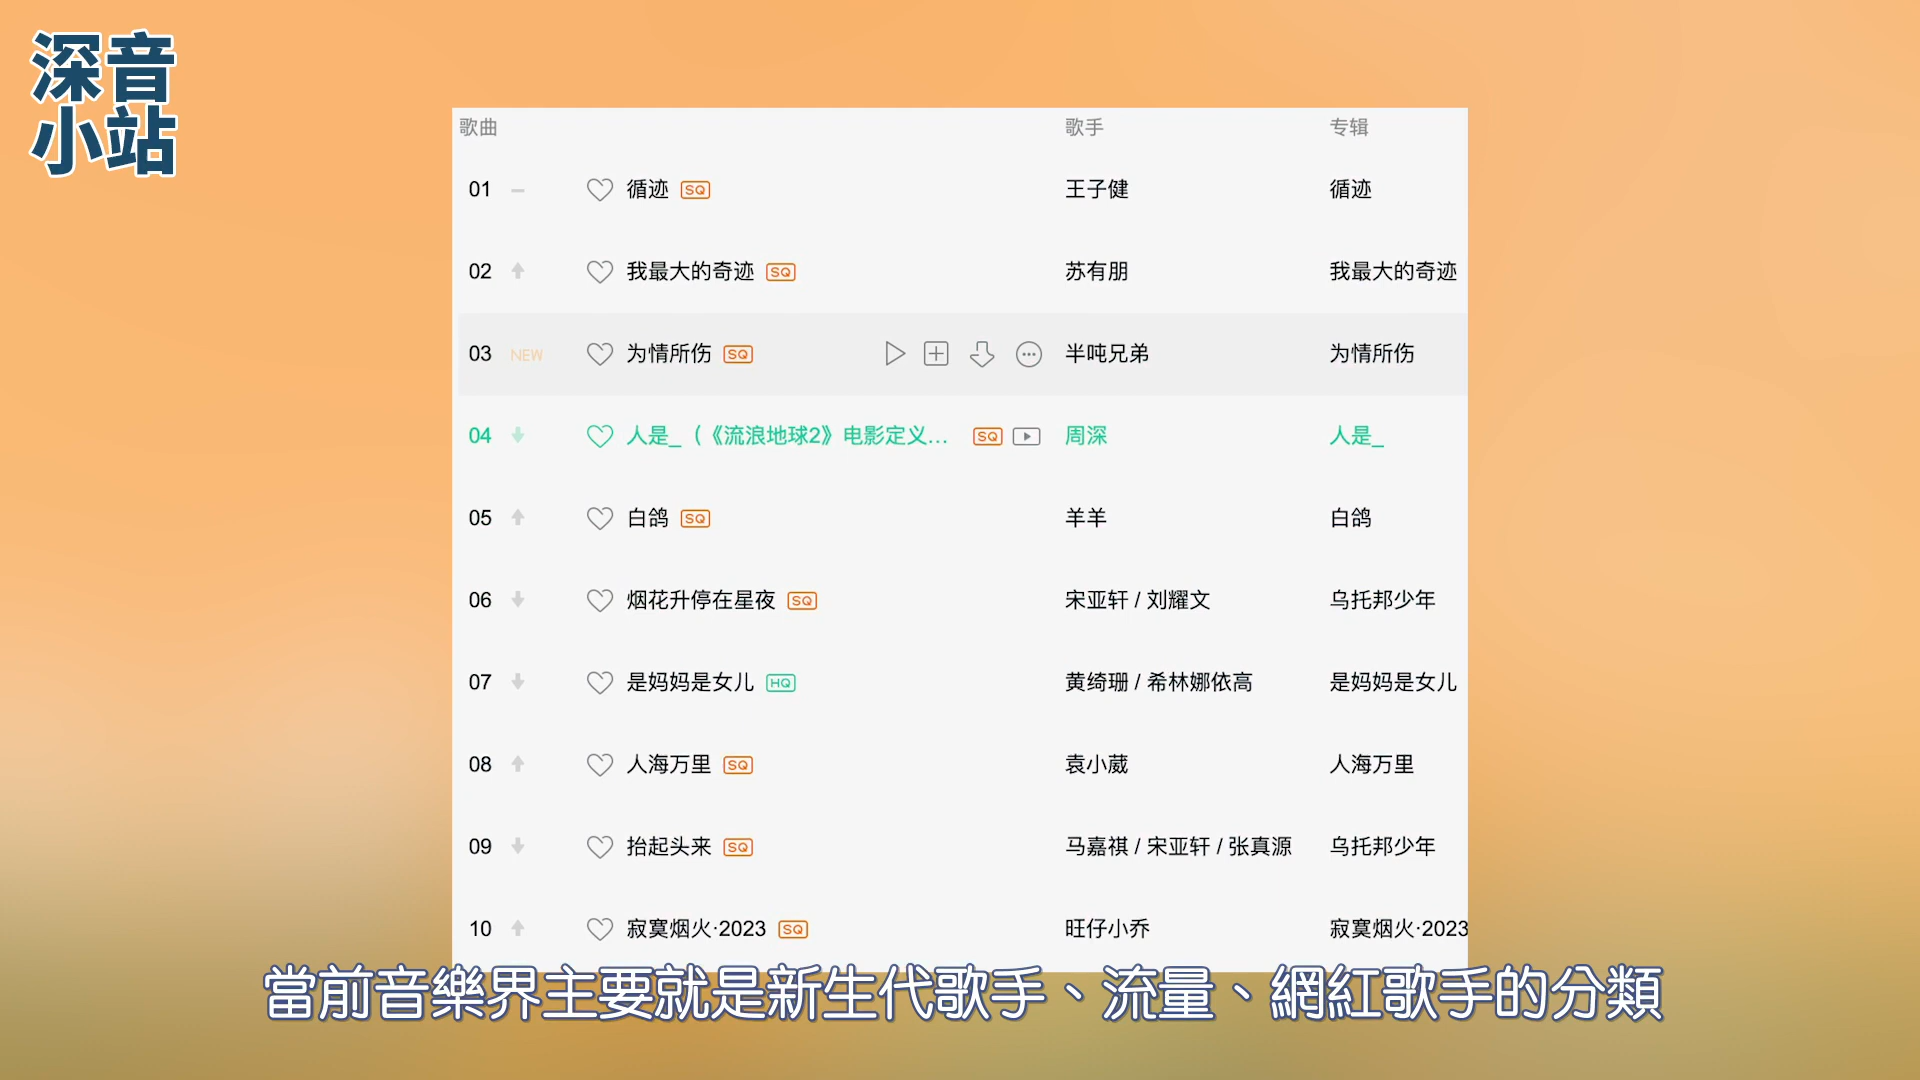 深音
小站
歌曲 歌手 专辑
01 循迹 SQ 王子健 循迹
02 我最大的奇迹 SQ 苏有朋 我最大的奇迹
03 NEW 为情所伤 SQ 半吨兄弟 为情所伤
04 人是_（《流浪地球2》电影定义... SQ 周深 人是_
05 白鸽 SQ 羊羊 白鸽
06 烟花升停在星夜 SQ 宋亚轩 / 刘耀文 乌托邦少年
07 是妈妈是女儿 HQ 黄绮珊 / 希林娜依高 是妈妈是女儿
08 人海万里 SQ 袁小葳 人海万里
09 抬起头来 SQ 马嘉祺 / 宋亚轩 / 张真源 乌托邦少年
10 寂寞烟火·2023 SQ 旺仔小乔 寂寞烟火·2023
當前音樂界主要就是新生代歌手、流量、網紅歌手的分類